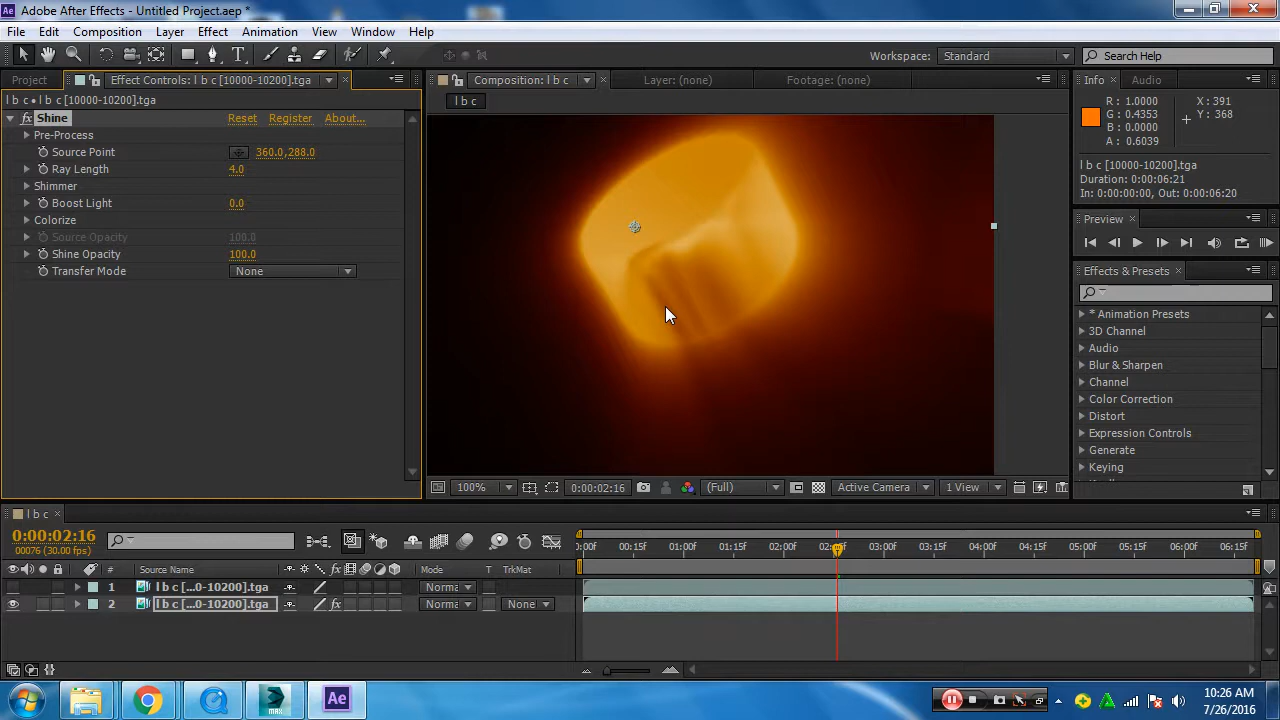 Adobe After Effects - Untitled Project.aep *
File Edit Composition Layer Effect Animation View Window Help
Workspace: Standard Search Help
Project Effect Controls: l b c [10000-10200].tga Composition: l b c Layer: (none) Footage: (none) Info Audio
l b c • l b c [10000-10200].tga
l b c
fx Shine Reset Register About...
Pre-Process
Source Point 360.0,288.0
Ray Length 4.0
Shimmer
Boost Light 0.0
Colorize
Source Opacity 100.0
Shine Opacity 100.0
Transfer Mode None
R : 1.0000 X : 391
G : 0.4353 Y : 368
B : 0.0000
A : 0.6039
l b c [10000-10200].tga
Duration: 0:00:06:21
In: 0:00:00:00, Out: 0:00:06:20
Preview
Effects & Presets
* Animation Presets
3D Channel
Audio
Blur & Sharpen
Channel
Color Correction
Distort
Expression Controls
Generate
Keying
100% 0:00:02:16 (Full) Active Camera 1 View
l b c
0:00:02:16
00076 (30.00 fps)
:00f 00:15f 01:00f 01:15f 02:00f 03:00f 03:15f 04:00f 04:15f 05:00f 05:15f 06:00f 06:15f
# Source Name fx Mode T TrkMat
1 l b c [...0-10200].tga Norma
2 l b c [...0-10200].tga fx Norma None
MAX Ae
10:26 AM
7/26/2016